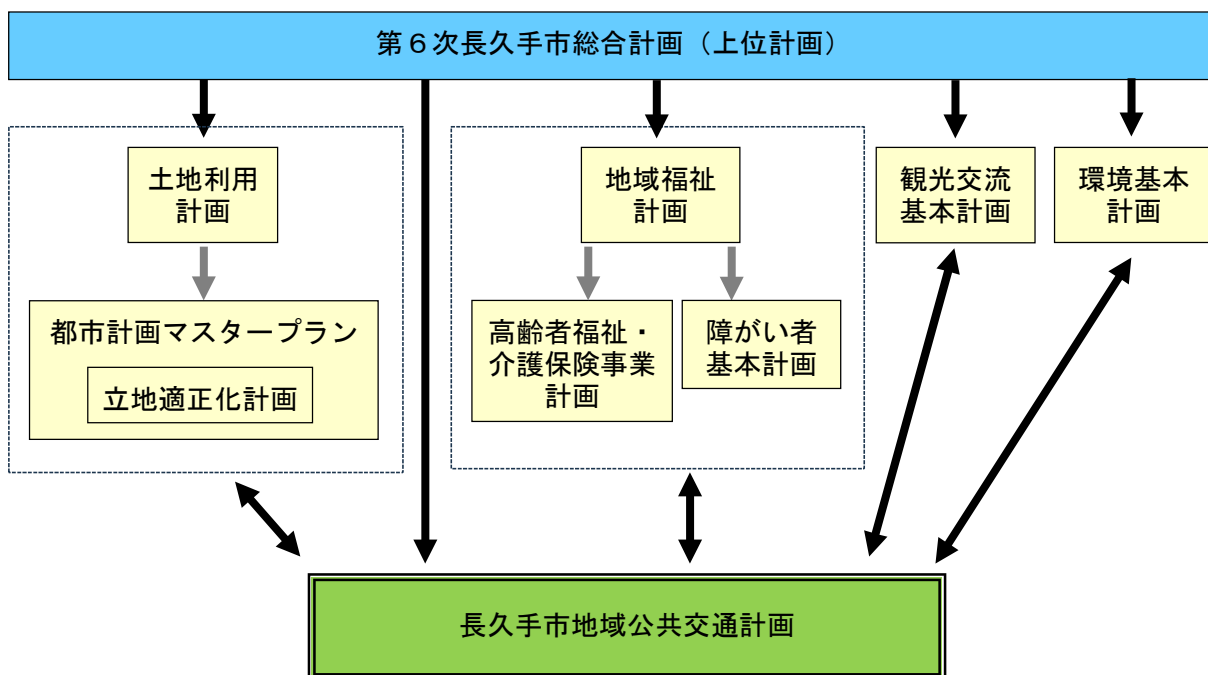 第６次長久手市総合計画（上位計画）
土地利用
計画
地域福祉
計画
観光交流
基本計画
環境基本
計画
都市計画マスタープラン
立地適正化計画
高齢者福祉・
介護保険事業
計画
障がい者
基本計画
長久手市地域公共交通計画